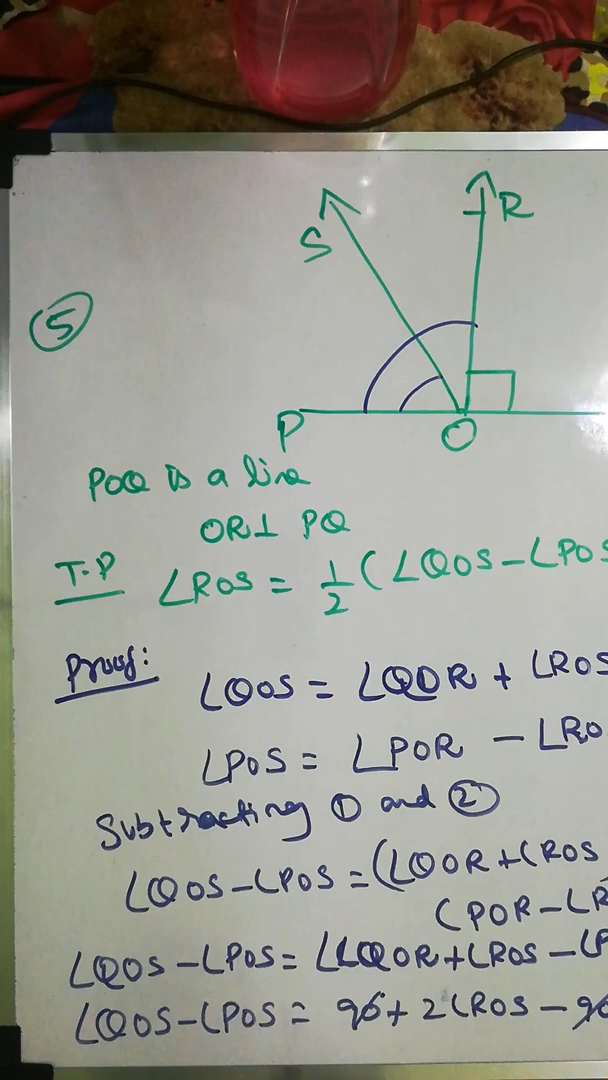 S
R
5
P
O
POQ is a line
OR⊥ PQ
T.P ∠ROS = 1/2 (∠QOS-∠POS
Proof:
∠QOS = ∠QOR + ∠ROS
∠POS = ∠POR - ∠RO
Subtracting ① and ②
∠QOS-∠POS = (∠QOR+∠ROS
(POR-∠R
∠QOS-∠POS= (∠QOR+∠ROS-∠P
∠QOS-∠POS = 90+2∠ROS-90